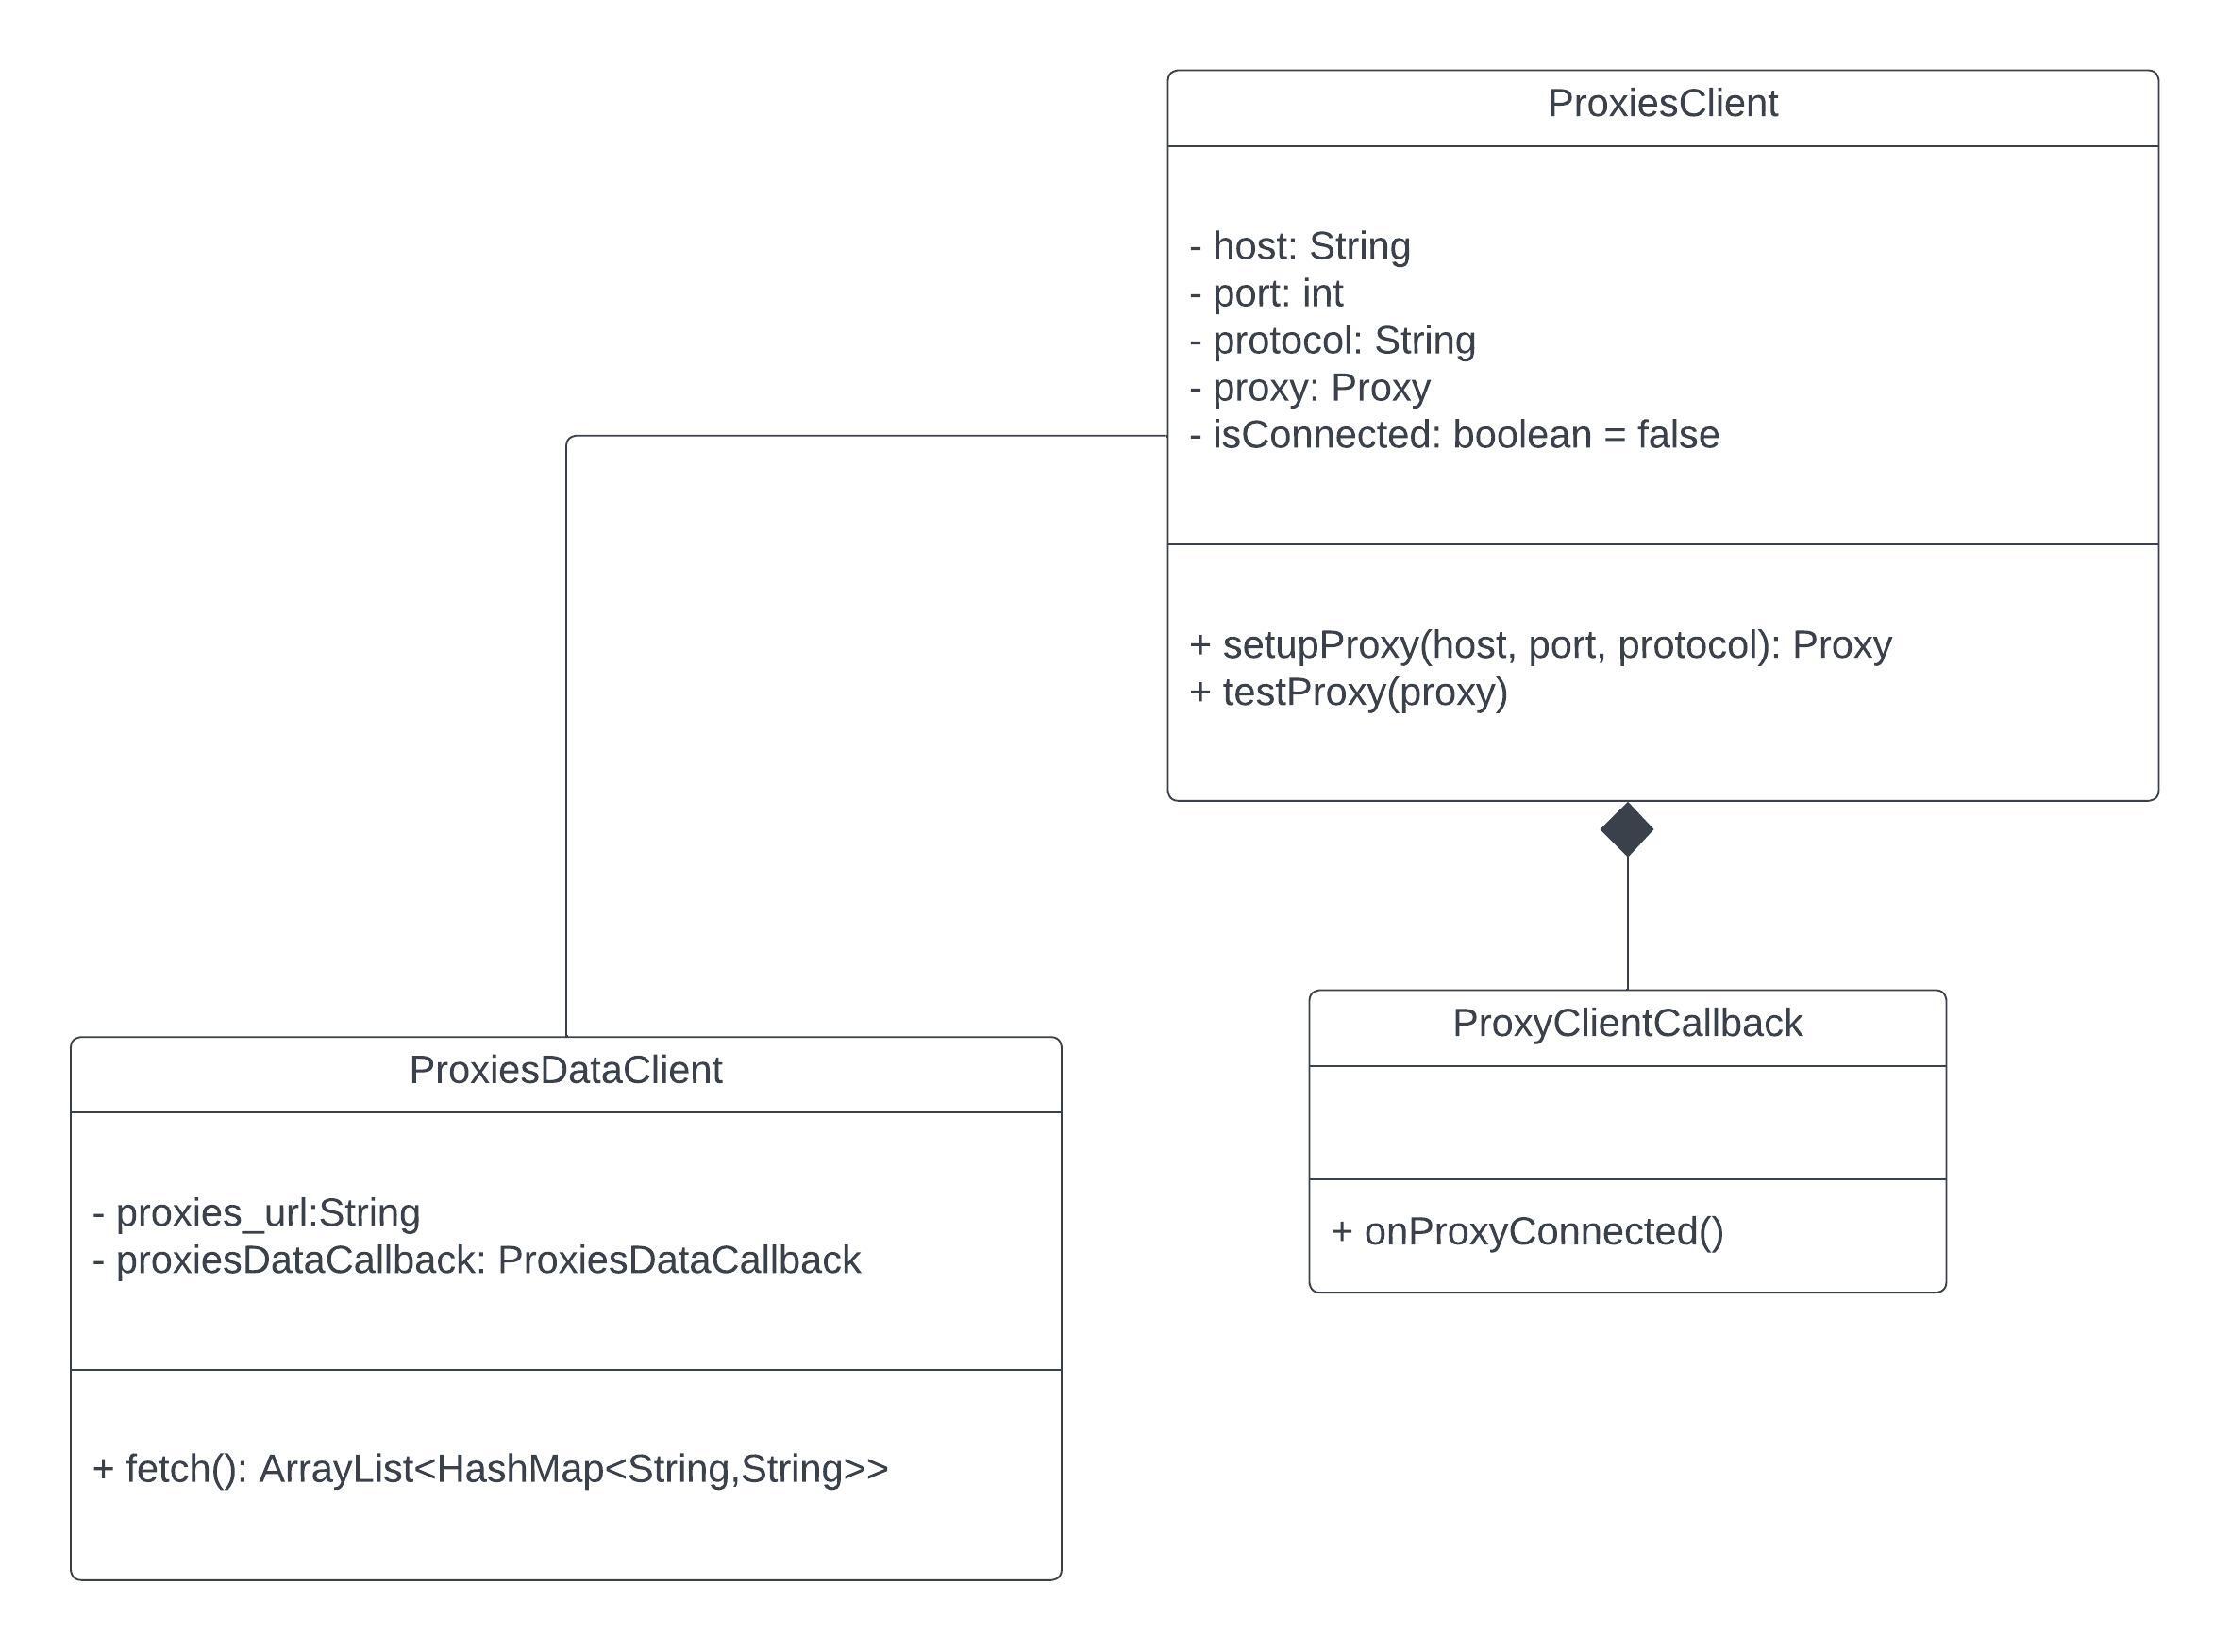 ProxiesClient
- host: String
- port: int
- protocol: String
- proxy: Proxy
- isConnected: boolean = false
+ setupProxy(host, port, protocol): Proxy
+ testProxy(proxy)
ProxiesDataClient
- proxies_url:String
- proxiesDataCallback: ProxiesDataCallback
+ fetch(): ArrayList<HashMap<String,String>>
ProxyClientCallback
+ onProxyConnected()